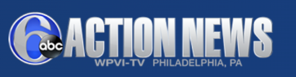 6 abc ACTION NEWS
WPVI-TV PHILADELPHIA, PA